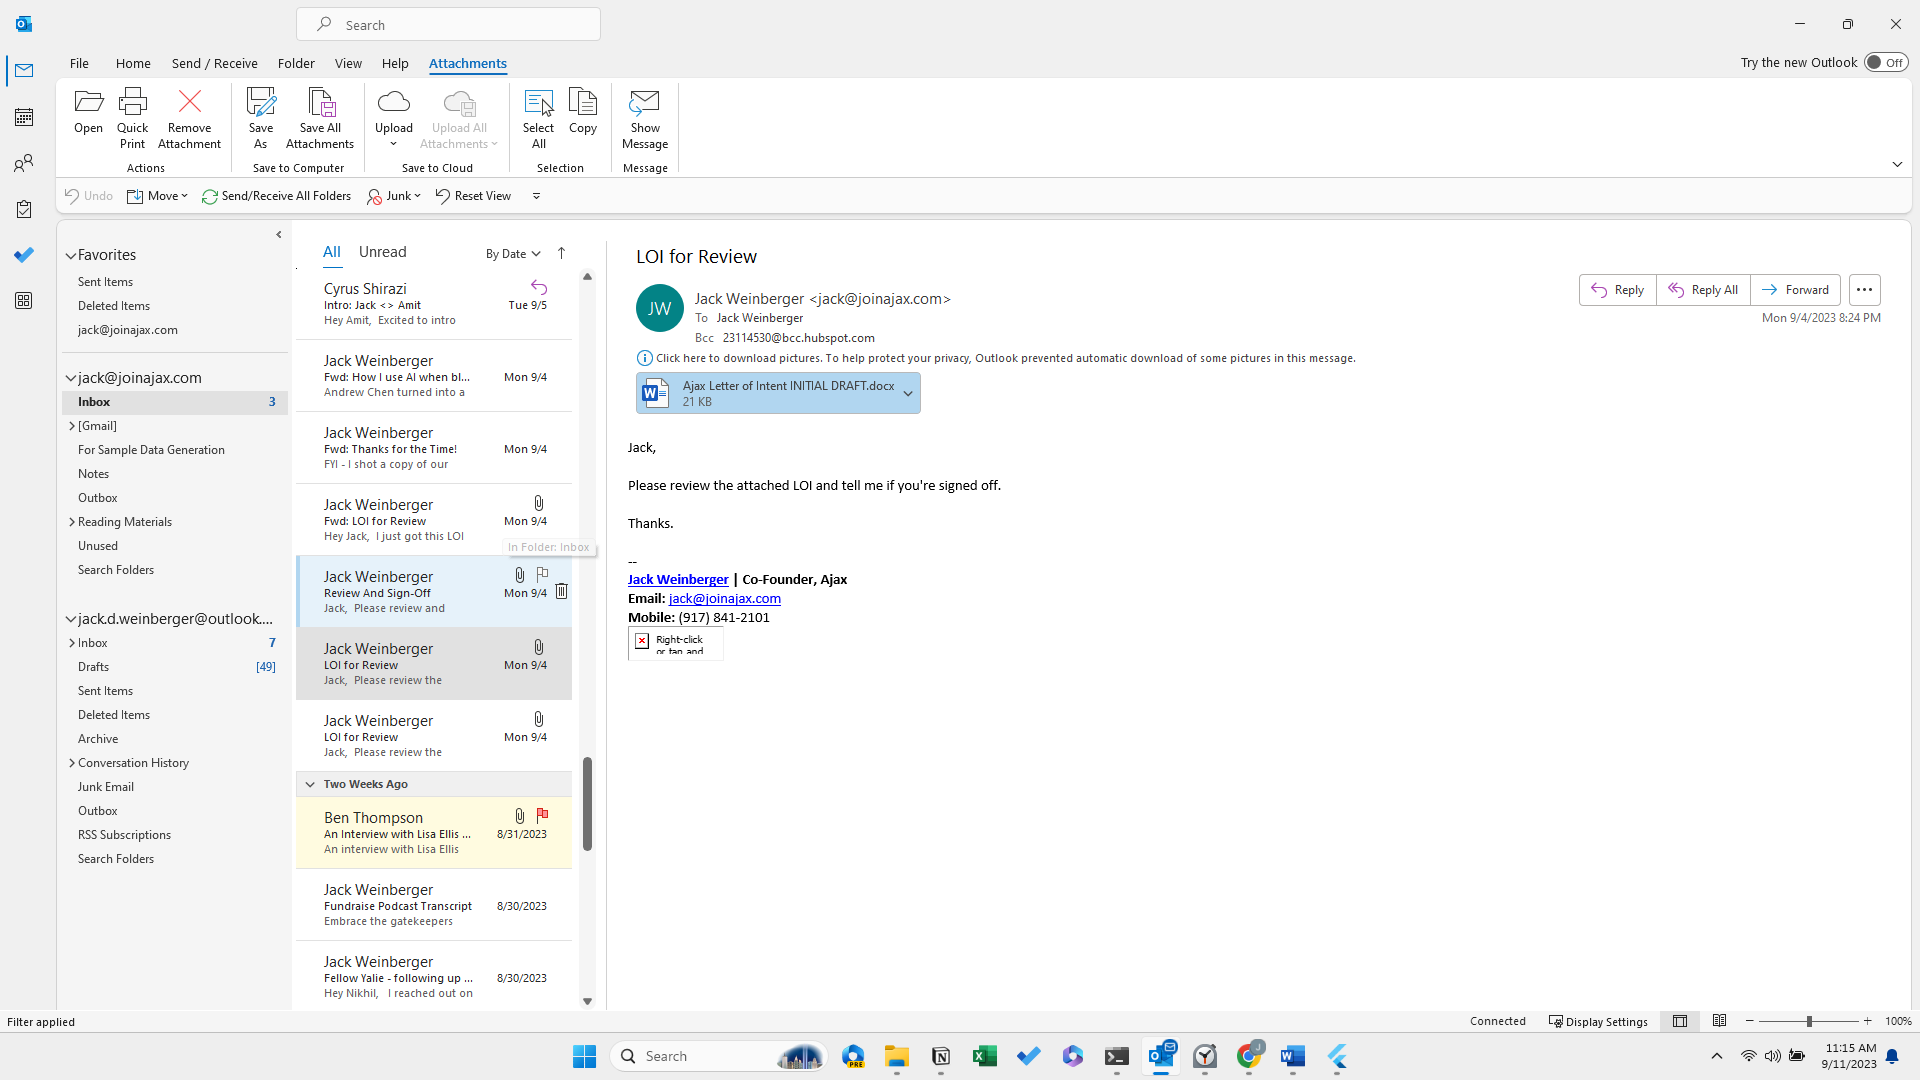 Search
File Home Send / Receive Folder View Help Attachments
Try the new Outlook Off
Open
Quick Print
Remove Attachment
Actions
Save As
Save All Attachments
Save to Computer
Upload
Upload All Attachments
Save to Cloud
Select All
Copy
Selection
Show Message
Message
Undo Move Send/Receive All Folders Junk Reset View
Favorites
Sent Items
Deleted Items
jack@joinajax.com
jack@joinajax.com
Inbox 3
[Gmail]
For Sample Data Generation
Notes
Outbox
Reading Materials
Unused
Search Folders
jack.d.weinberger@outlook....
Inbox 7
Drafts [49]
Sent Items
Deleted Items
Archive
Conversation History
Junk Email
Outbox
RSS Subscriptions
Search Folders
All Unread By Date
Cyrus Shirazi
Intro: Jack <> Amit Tue 9/5
Hey Amit, Excited to intro
Jack Weinberger
Fwd: How I use AI when bl... Mon 9/4
Andrew Chen turned into a
Jack Weinberger
Fwd: Thanks for the Time! Mon 9/4
FYI - I shot a copy of our
Jack Weinberger
Fwd: LOI for Review Mon 9/4
Hey Jack, I just got this LOI
In Folder: Inbox
Jack Weinberger
Review And Sign-Off Mon 9/4
Jack, Please review and
Jack Weinberger
LOI for Review Mon 9/4
Jack, Please review the
Jack Weinberger
LOI for Review Mon 9/4
Jack, Please review the
Two Weeks Ago
Ben Thompson
An Interview with Lisa Ellis ... 8/31/2023
An interview with Lisa Ellis
Jack Weinberger
Fundraise Podcast Transcript 8/30/2023
Embrace the gatekeepers
Jack Weinberger
Fellow Yalie - following up ... 8/30/2023
Hey Nikhil, I reached out on
LOI for Review
JW
Jack Weinberger <jack@joinajax.com>
To Jack Weinberger
Bcc 23114530@bcc.hubspot.com
Reply Reply All Forward
Mon 9/4/2023 8:24 PM
Click here to download pictures. To help protect your privacy, Outlook prevented automatic download of some pictures in this message.
Ajax Letter of Intent INITIAL DRAFT.docx
21 KB
Jack,
Please review the attached LOI and tell me if you're signed off.
Thanks.
--
Jack Weinberger | Co-Founder, Ajax
Email: jack@joinajax.com
Mobile: (917) 841-2101
Right-click
or tap and
Filter applied
Connected Display Settings 100%
Search
PRE
11:15 AM
9/11/2023